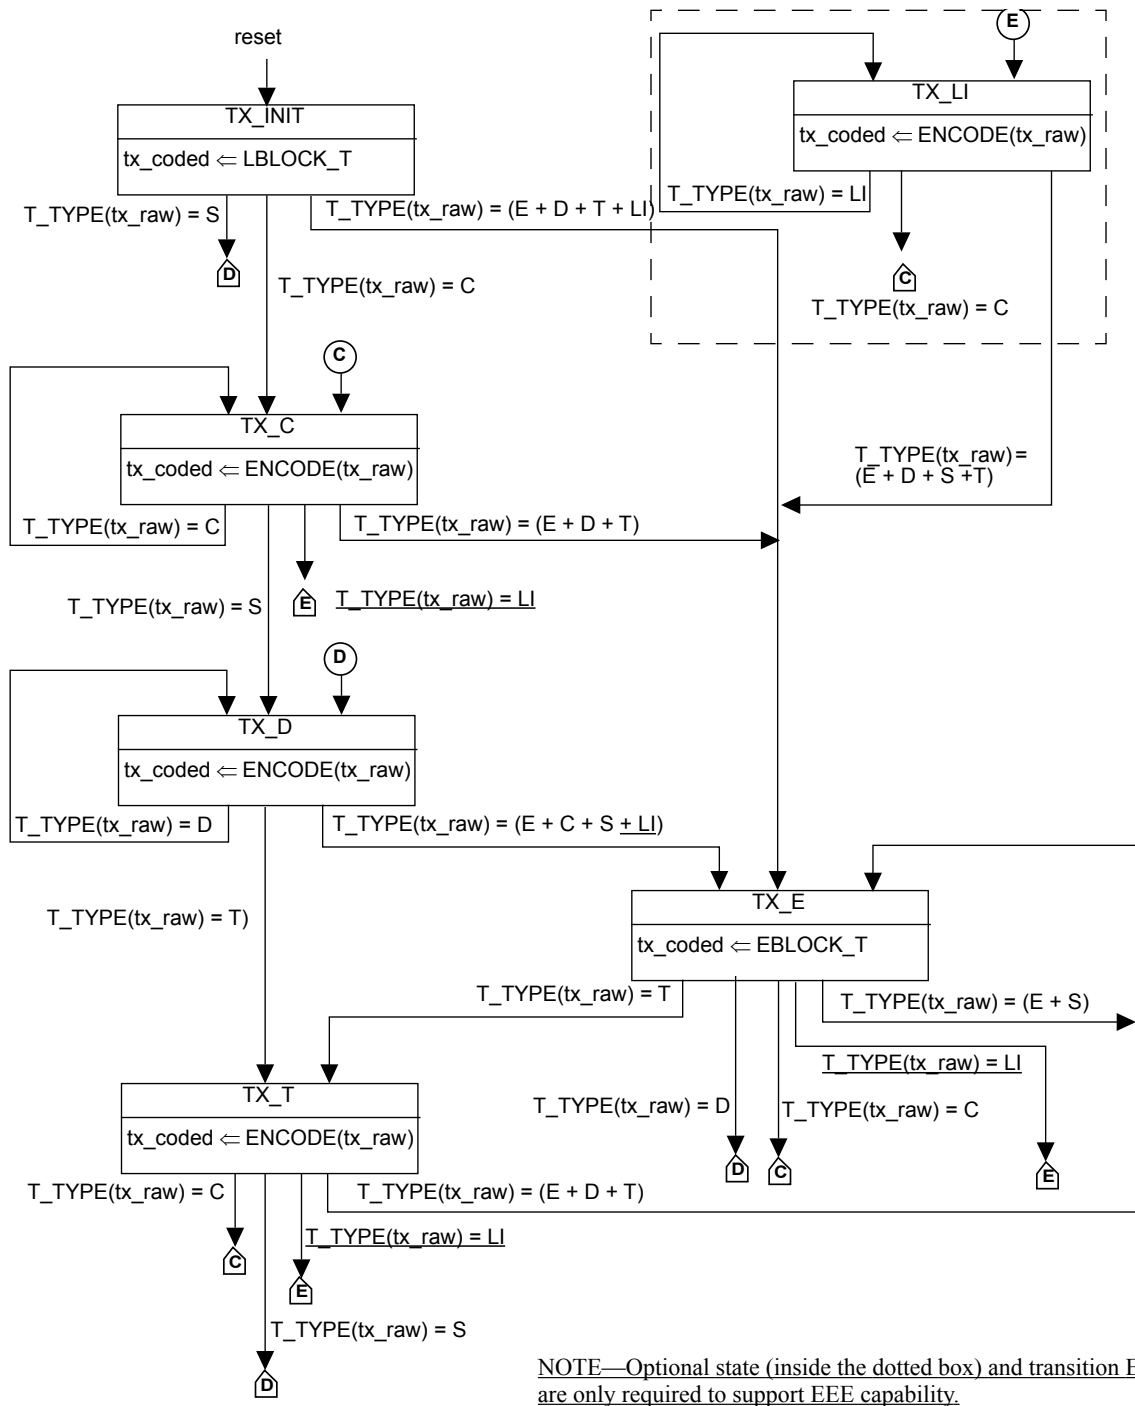 reset
E
TX_INIT
tx_coded ⇐ LBLOCK_T
TX_LI
tx_coded ⇐ ENCODE(tx_raw)
T_TYPE(tx_raw) = LI
T_TYPE(tx_raw) = S
T_TYPE(tx_raw) = (E + D + T + LI)
D
T_TYPE(tx_raw) = C
C
T_TYPE(tx_raw) = C
C
TX_C
tx_coded ⇐ ENCODE(tx_raw)
T_TYPE(tx_raw) =
(E + D + S +T)
T_TYPE(tx_raw) = C
T_TYPE(tx_raw) = (E + D + T)
T_TYPE(tx_raw) = S
E
T_TYPE(tx_raw) = LI
D
TX_D
tx_coded ⇐ ENCODE(tx_raw)
T_TYPE(tx_raw) = D
T_TYPE(tx_raw) = (E + C + S + LI)
T_TYPE(tx_raw) = T)
TX_E
tx_coded ⇐ EBLOCK_T
T_TYPE(tx_raw) = T
T_TYPE(tx_raw) = (E + S)
T_TYPE(tx_raw) = LI
T_TYPE(tx_raw) = D
T_TYPE(tx_raw) = C
D
C
E
TX_T
tx_coded ⇐ ENCODE(tx_raw)
T_TYPE(tx_raw) = C
T_TYPE(tx_raw) = (E + D + T)
T_TYPE(tx_raw) = LI
C
E
T_TYPE(tx_raw) = S
D
NOTE—Optional state (inside the dotted box) and transition E
are only required to support EEE capability.